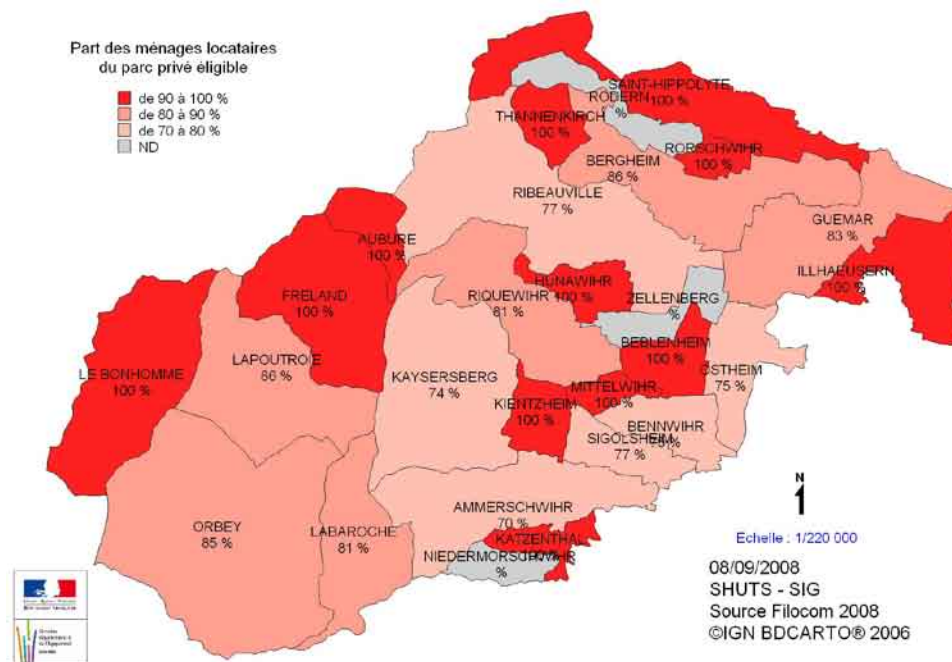 Part des ménages locataires
du parc privé éligible
de 90 à 100 %
de 80 à 90 %
de 70 à 80 %
ND
SAINT-HIPPOLYTE
100 %
RODERN
%
THANNENKIRCH
100 %
RORSCHWIHR
100 %
BERGHEIM
86 %
RIBEAUVILLE
77 %
GUEMAR
83 %
AUBURE
100 %
ILLHAEUSERN
100 %
HUNAWIHR
100 %
RIQUEWIHR
81 %
FRELAND
100 %
ZELLENBERG
%
LAPOUTROIE
86 %
BEBLENHEIM
100 %
LE BONHOMME
100 %
KAYSERSBERG
74 %
OSTHEIM
75 %
MITTELWIHR
100 %
KIENTZHEIM
100 %
BENNWIHR
SIGOLSHEIM
77 %
AMMERSCHWIHR
70 %
ORBEY
85 %
LABAROCHE
81 %
KATZENTHAL
100 %
NIEDERMORSCHWIHR
%
N
Echelle : 1/220 000
08/09/2008
SHUTS - SIG
Source Filocom 2008
©IGN BDCARTO® 2006